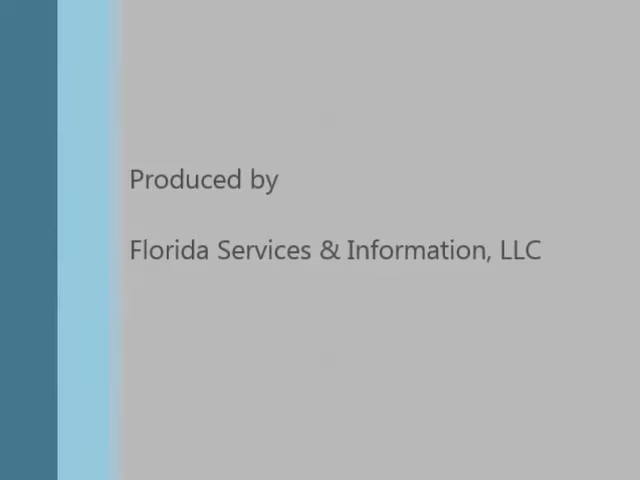 Produced by
Florida Services & Information, LLC